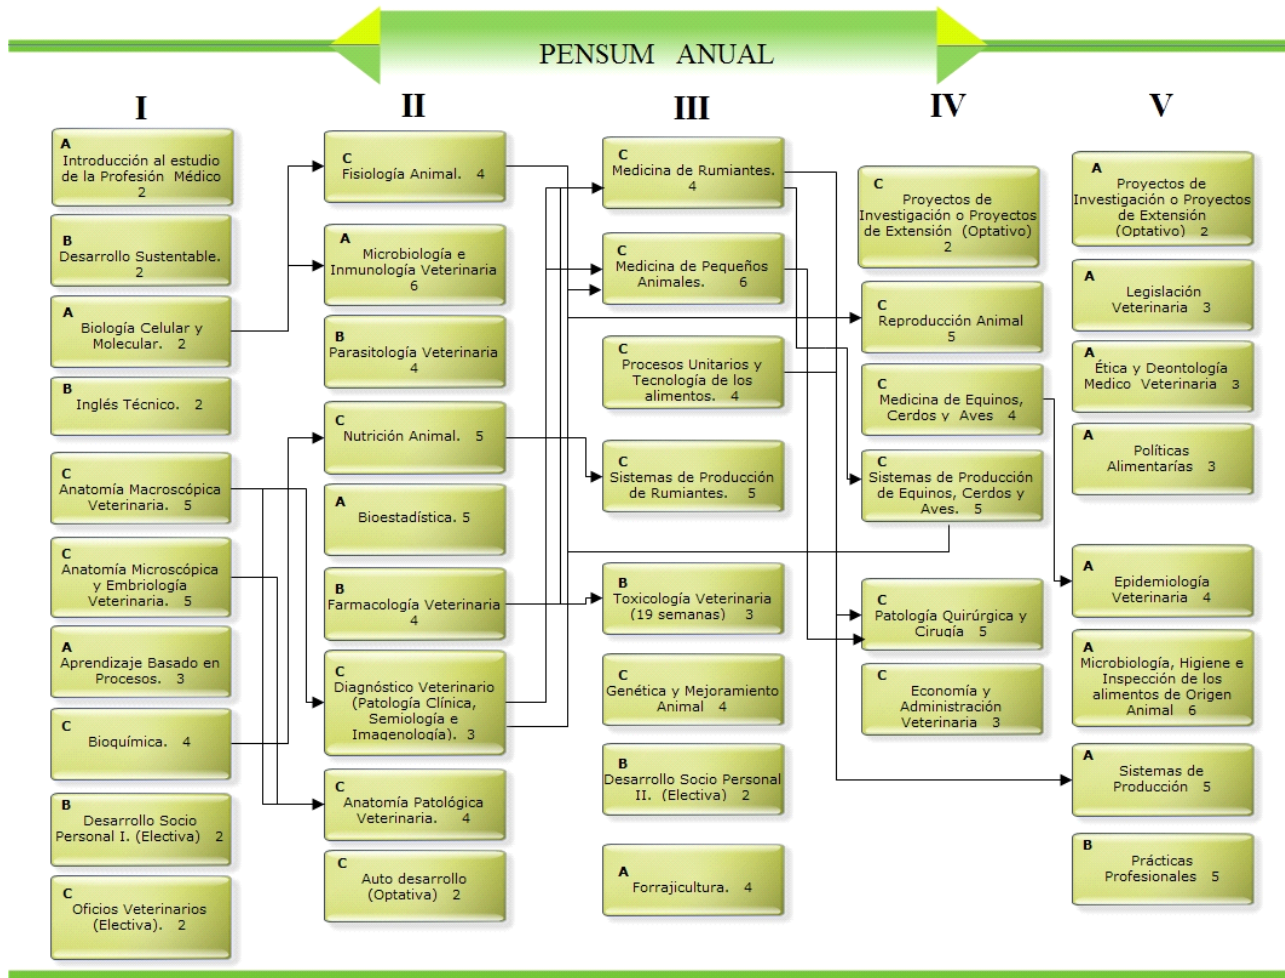 PENSUM ANUAL
I
A
Introducción al estudio
de la Profesión Médico
2
B
Desarrollo Sustentable.
2
A
Biología Celular y
Molecular. 2
B
Inglés Técnico. 2
C
Anatomía Macroscópica
Veterinaria. 5
C
Anatomía Microscópica
y Embriología
Veterinaria. 5
A
Aprendizaje Basado en
Procesos. 3
C
Bioquímica. 4
B
Desarrollo Socio
Personal I. (Electiva) 2
C
Oficios Veterinarios
(Electiva). 2
II
C
Fisiología Animal. 4
A
Microbiología e
Inmunología Veterinaria
6
B
Parasitología Veterinaria
4
C
Nutrición Animal. 5
A
Bioestadística. 5
B
Farmacología Veterinaria
4
C
Diagnóstico Veterinario
(Patología Clínica,
Semiología e
Imagenología). 3
C
Anatomía Patológica
Veterinaria. 4
C
Auto desarrollo
(Optativa) 2
III
C
Medicina de Rumiantes.
4
C
Medicina de Pequeños
Animales. 6
C
Procesos Unitarios y
Tecnología de los
alimentos. 4
C
Sistemas de Producción
de Rumiantes. 5
B
Toxicología Veterinaria
(19 semanas) 3
C
Genética y Mejoramiento
Animal 4
B
Desarrollo Socio Personal
II. (Electiva) 2
A
Forrajicultura. 4
IV
C
Proyectos de
Investigación o Proyectos
de Extensión (Optativo)
2
C
Reproducción Animal
5
C
Medicina de Equinos,
Cerdos y Aves 4
C
Sistemas de Producción
de Equinos, Cerdos y
Aves. 5
C
Patología Quirúrgica y
Cirugía 5
C
Economía y
Administración
Veterinaria 3
V
A
Proyectos de
Investigación o Proyectos
de Extensión
(Optativo) 2
A
Legislación
Veterinaria 3
A
Ética y Deontología
Medico Veterinaria 3
A
Políticas
Alimentarías 3
A
Epidemiología
Veterinaria 4
A
Microbiología, Higiene e
Inspección de los
alimentos de Origen
Animal 6
A
Sistemas de
Producción 5
B
Prácticas
Profesionales 5